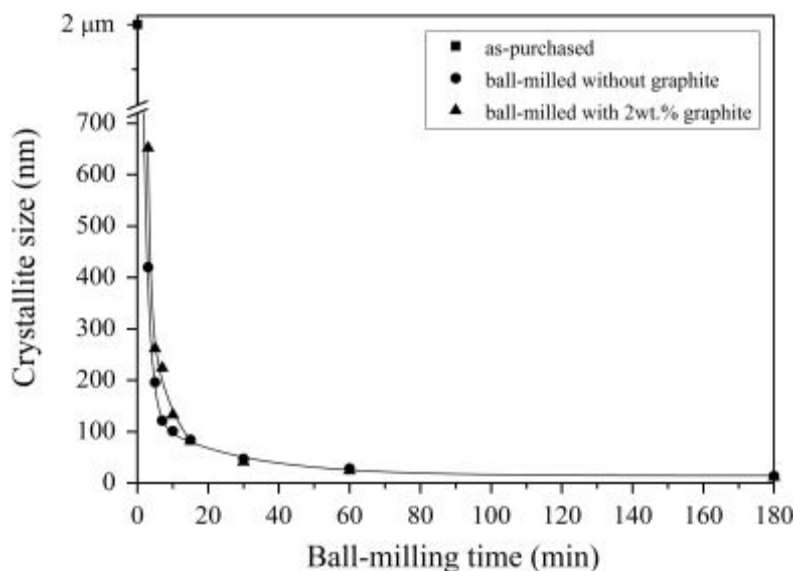 2 μm
700
600
500
400
300
200
100
0
Crystallite size (nm)
as-purchased
ball-milled without graphite
ball-milled with 2wt.% graphite
0 20 40 60 80 100 120 140 160 180
Ball-milling time (min)